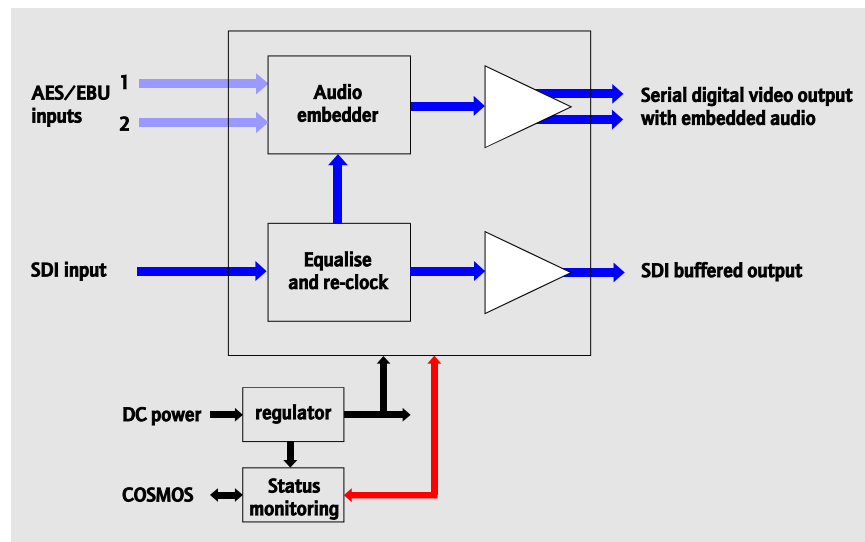 AES/EBU
inputs
1
2
Audio
embedder
Serial digital video output
with embedded audio
SDI input
Equalise
and re-clock
SDI buffered output
DC power
regulator
COSMOS
Status
monitoring